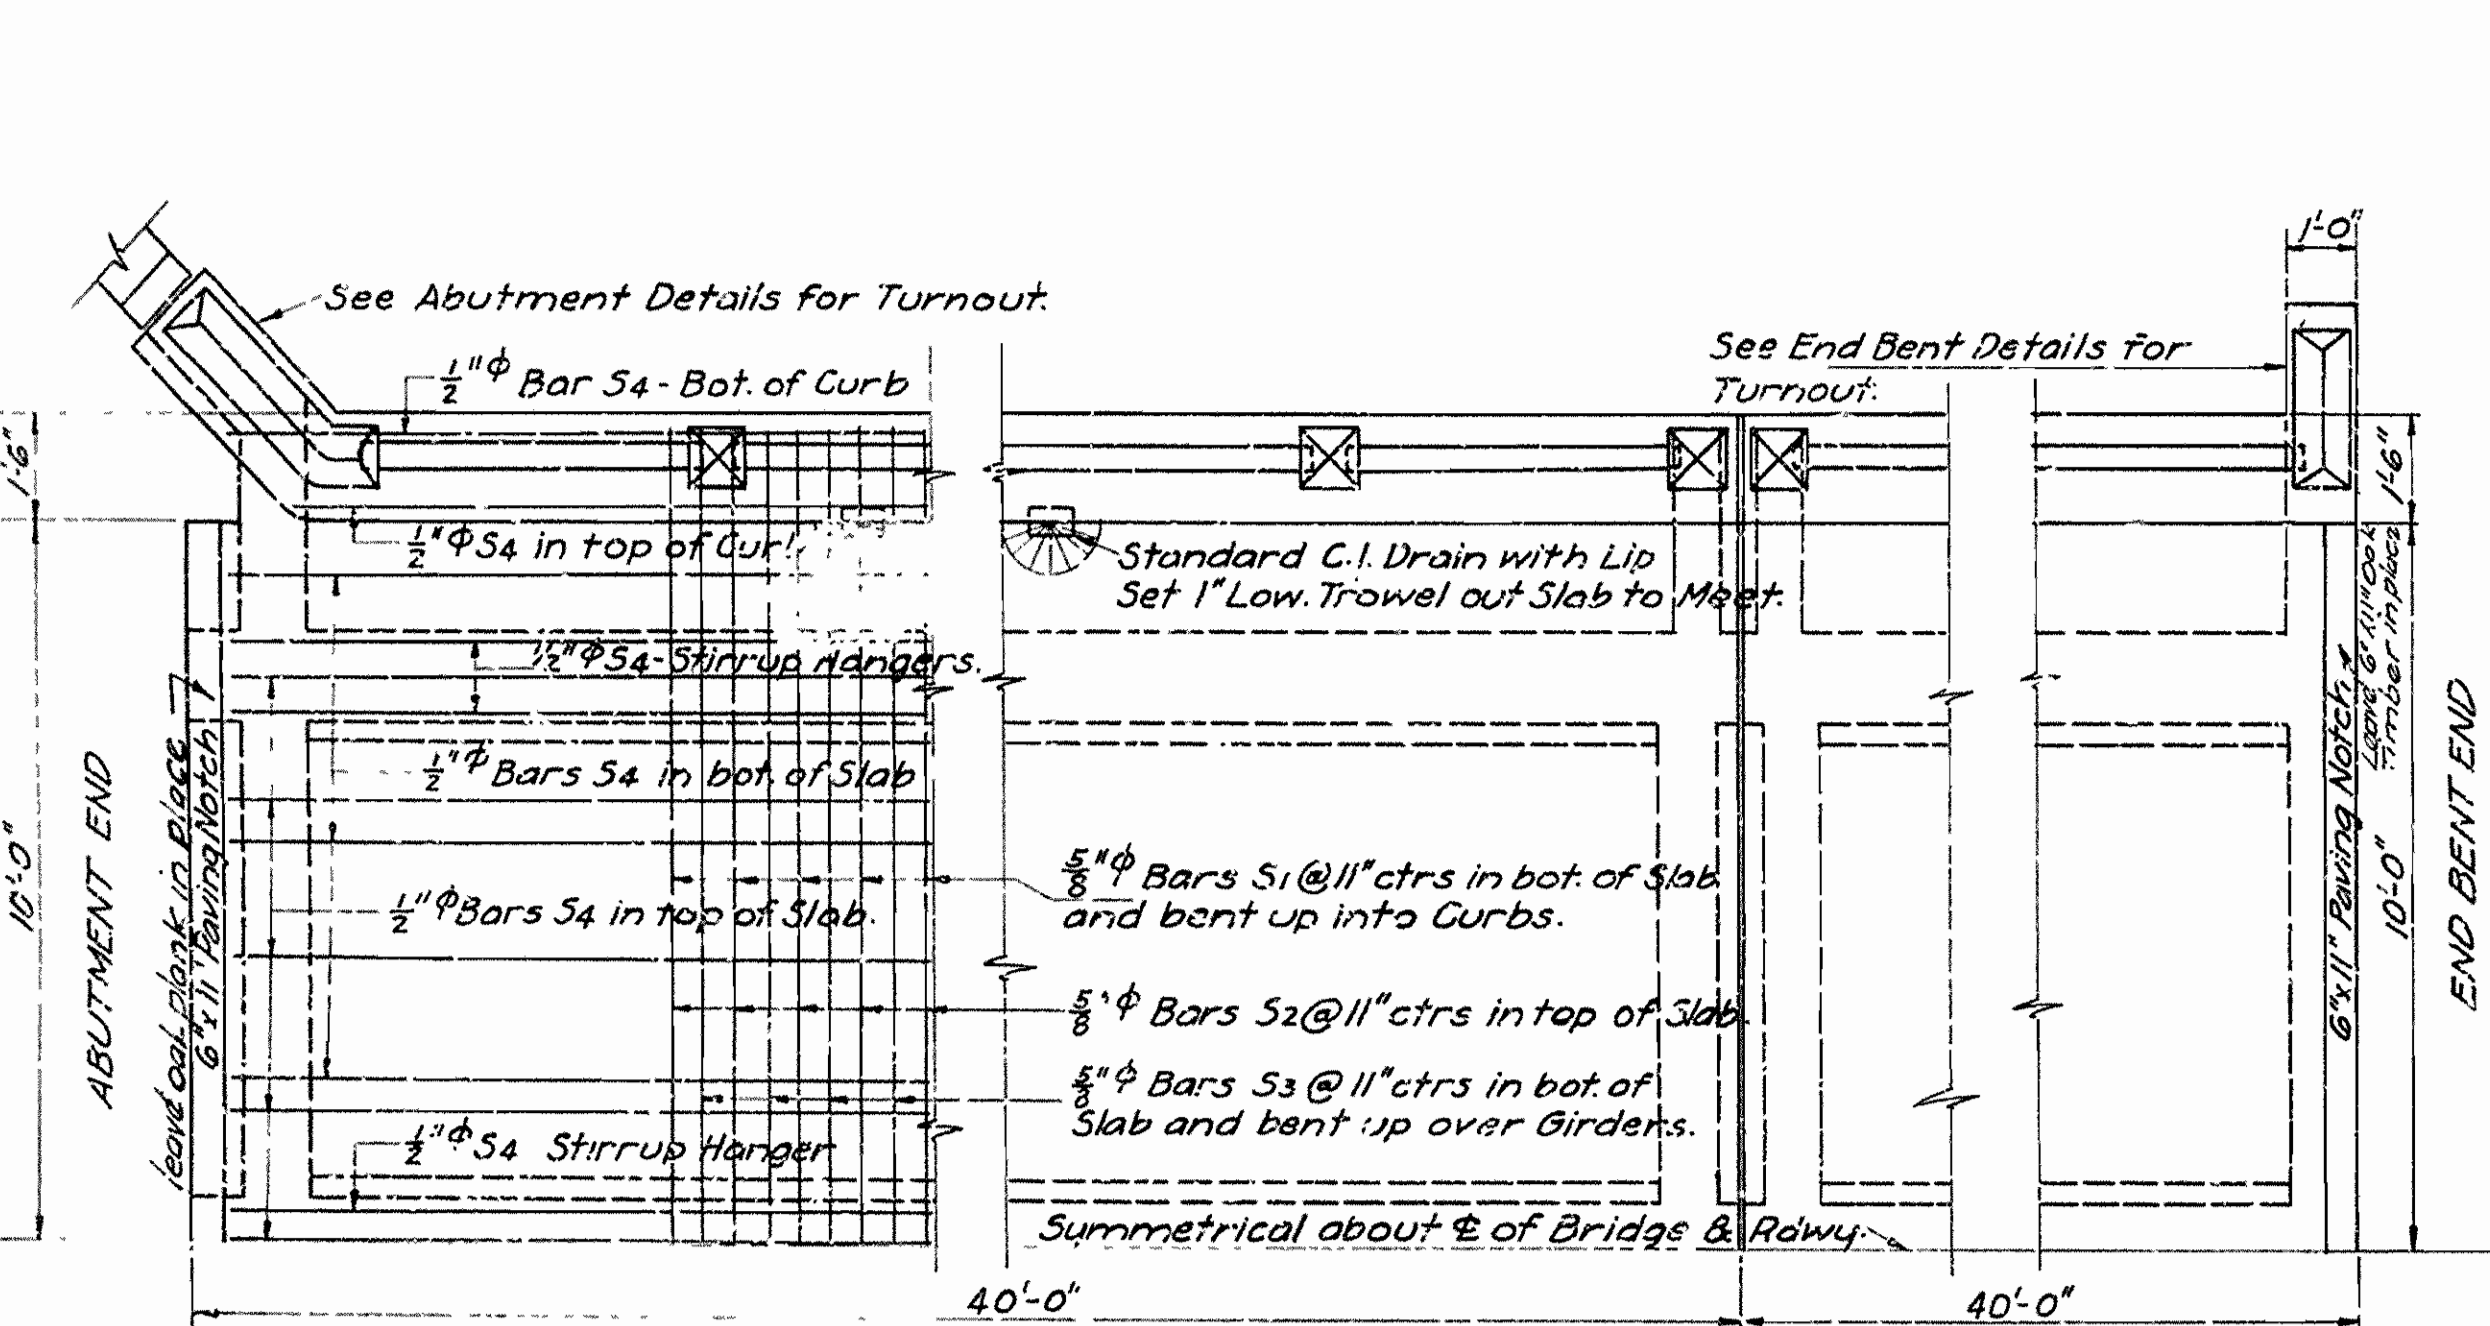 1'-0"
See Abutment Details for Turnout.
See End Bent Details for
Turnout.
1/2"ϕ Bar S4 - Bot. of Curb
1'-6"
1'-6"
1/2"ϕ S4 in top of Cur
Standard C.I. Drain with Lip
Set 1" Low. Trowel out Slab to Meet.
Leave 6"x11" Oak
Timber in place
1/2"ϕ S4 - Stirrup Hangers.
1/2"ϕ Bars S4 in bot. of Slab
ABUTMENT END
10'-0"
leave oak plank in place
6"x11" Paving Notch
5/8"ϕ Bars S1 @ 11" ctrs in bot. of Slab
and bent up into Curbs.
1/2"ϕ Bars S4 in top of Slab.
6"x11" Paving Notch
10'-0"
END BENT END
5/8"ϕ Bars S2 @ 11" ctrs in top of Slab.
5/8"ϕ Bars S3 @ 11" ctrs in bot. of
Slab and bent up over Girders.
1/2"ϕ S4 Stirrup Hanger
Summetrical about ℄ of Bridge & Rdwy.
40'-0"
40'-0"